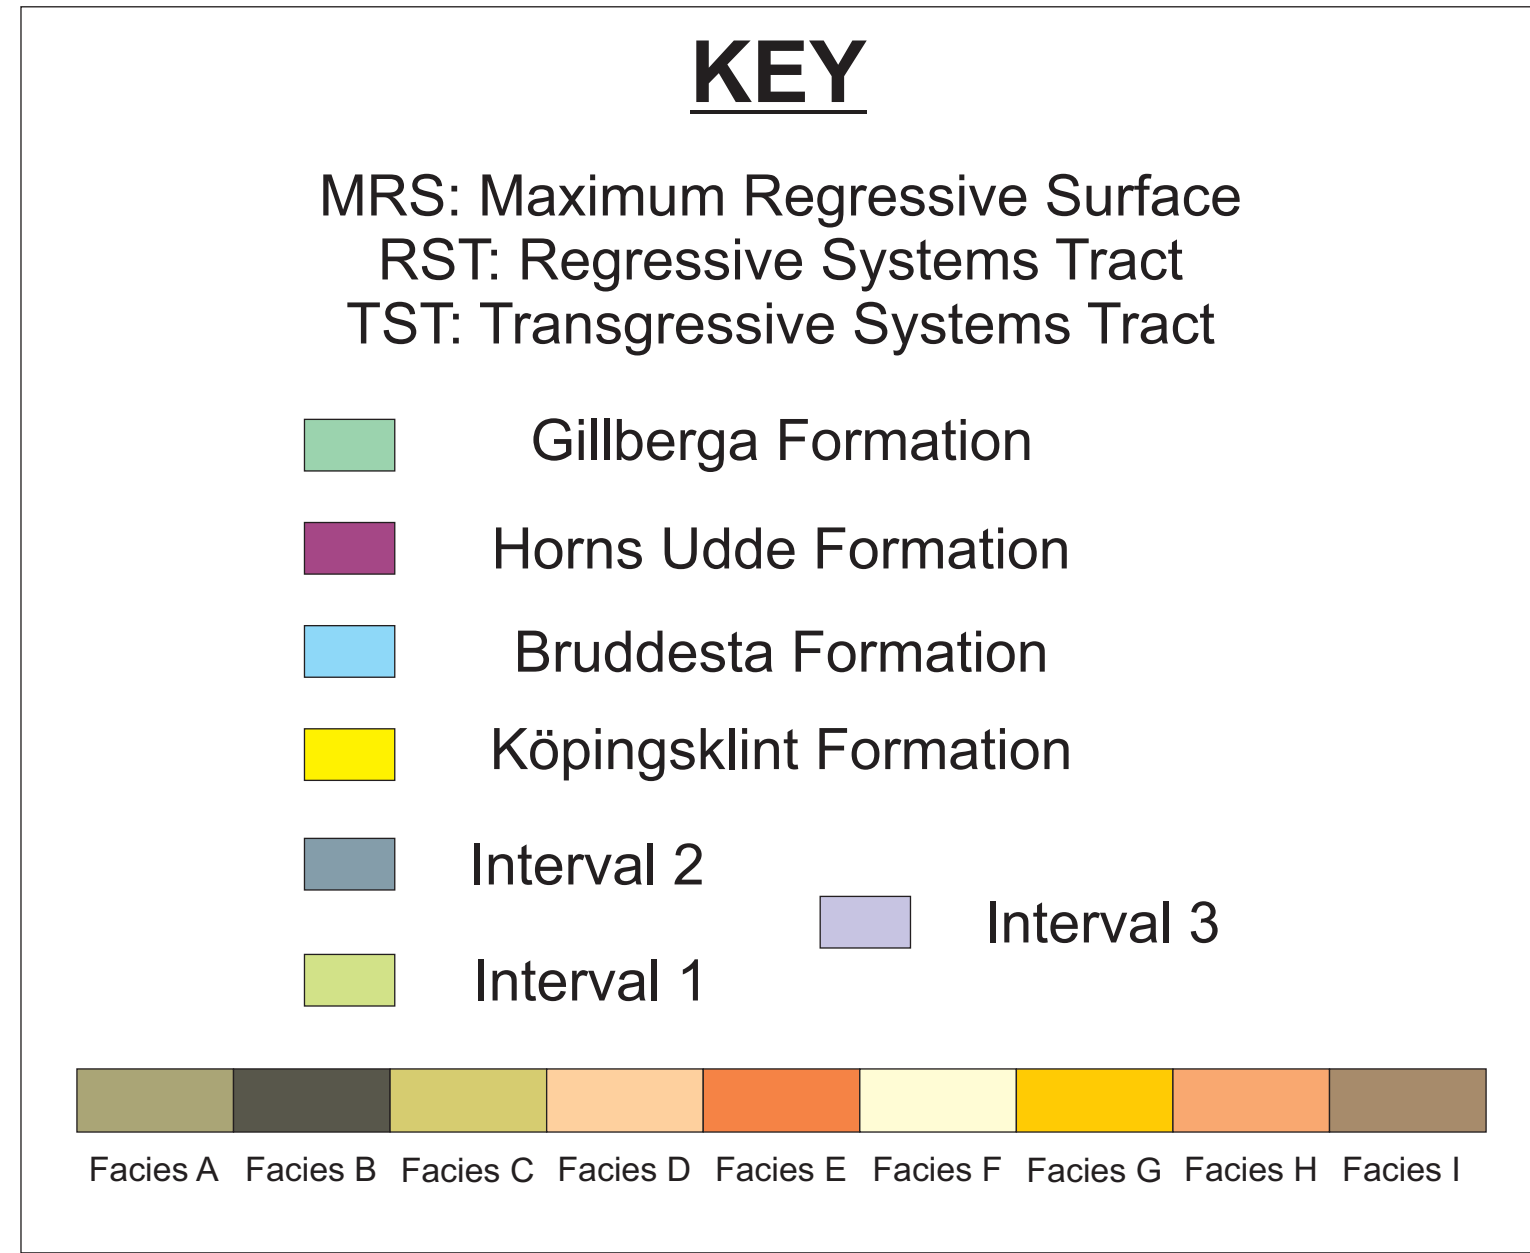 KEY
MRS: Maximum Regressive Surface
RST: Regressive Systems Tract
TST: Transgressive Systems Tract
Gillberga Formation
Horns Udde Formation
Bruddesta Formation
Köpingsklint Formation
Interval 2
Interval 3
Interval 1
Facies A Facies B Facies C Facies D Facies E Facies F Facies G Facies H Facies I